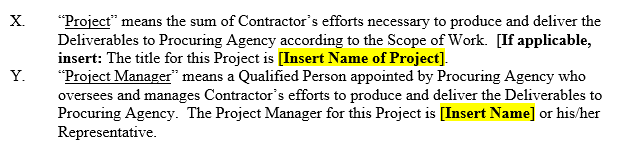 X. “Project” means the sum of Contractor’s efforts necessary to produce and deliver the
Deliverables to Procuring Agency according to the Scope of Work.  [If applicable,
insert: The title for this Project is [Insert Name of Project].
Y. “Project Manager” means a Qualified Person appointed by Procuring Agency who
oversees and manages Contractor’s efforts to produce and deliver the Deliverables to
Procuring Agency.  The Project Manager for this Project is [Insert Name] or his/her
Representative.